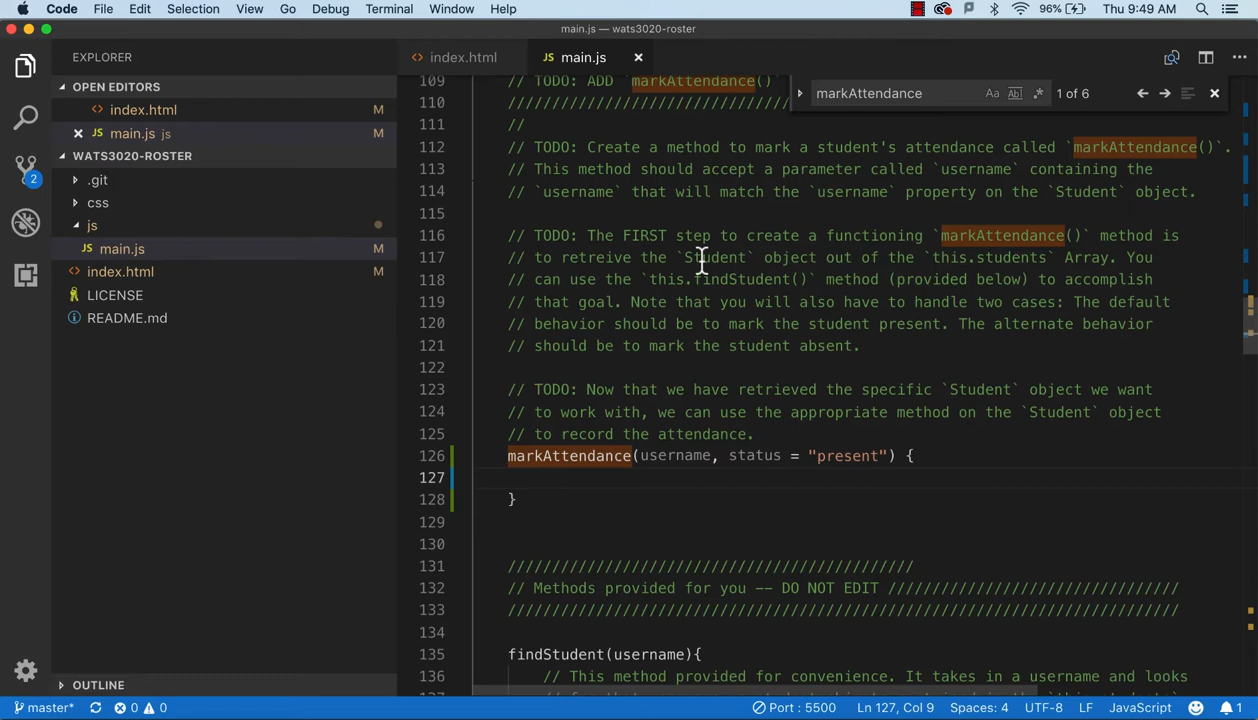 Code File Edit Selection View Go Debug Terminal Window Help 96% Thu 9:49 AM
main.js — wats3020-roster
EXPLORER
OPEN EDITORS
index.html M
main.js js M
WATS3020-ROSTER
.git
css
js
main.js M
index.html M
LICENSE
README.md
OUTLINE
2
index.html
JS main.js
markAttendance Aa Abl .* 1 of 6
109 // TODO: ADD `markAttendance()`
110 ////////////////////////////////
111 //
112 // TODO: Create a method to mark a student's attendance called `markAttendance()`.
113 // This method should accept a parameter called `username` containing the
114 // `username` that will match the `username` property on the `Student` object.
115
116 // TODO: The FIRST step to create a functioning `markAttendance()` method is
117 // to retreive the `Student` object out of the `this.students` Array. You
118 // can use the `this.findStudent()` method (provided below) to accomplish
119 // that goal. Note that you will also have to handle two cases: The default
120 // behavior should be to mark the student present. The alternate behavior
121 // should be to mark the student absent.
122
123 // TODO: Now that we have retrieved the specific `Student` object we want
124 // to work with, we can use the appropriate method on the `Student` object
125 // to record the attendance.
126 markAttendance(username, status = "present") {
127
128 }
129
130
131 //////////////////////////////////////////////
132 // Methods provided for you -- DO NOT EDIT /////////////////////////////////
133 ////////////////////////////////////////////////////////////////////////////
134
135 findStudent(username){
136 // This method provided for convenience. It takes in a username and looks
master* 0 0 Port : 5500 Ln 127, Col 9 Spaces: 4 UTF-8 LF JavaScript 1